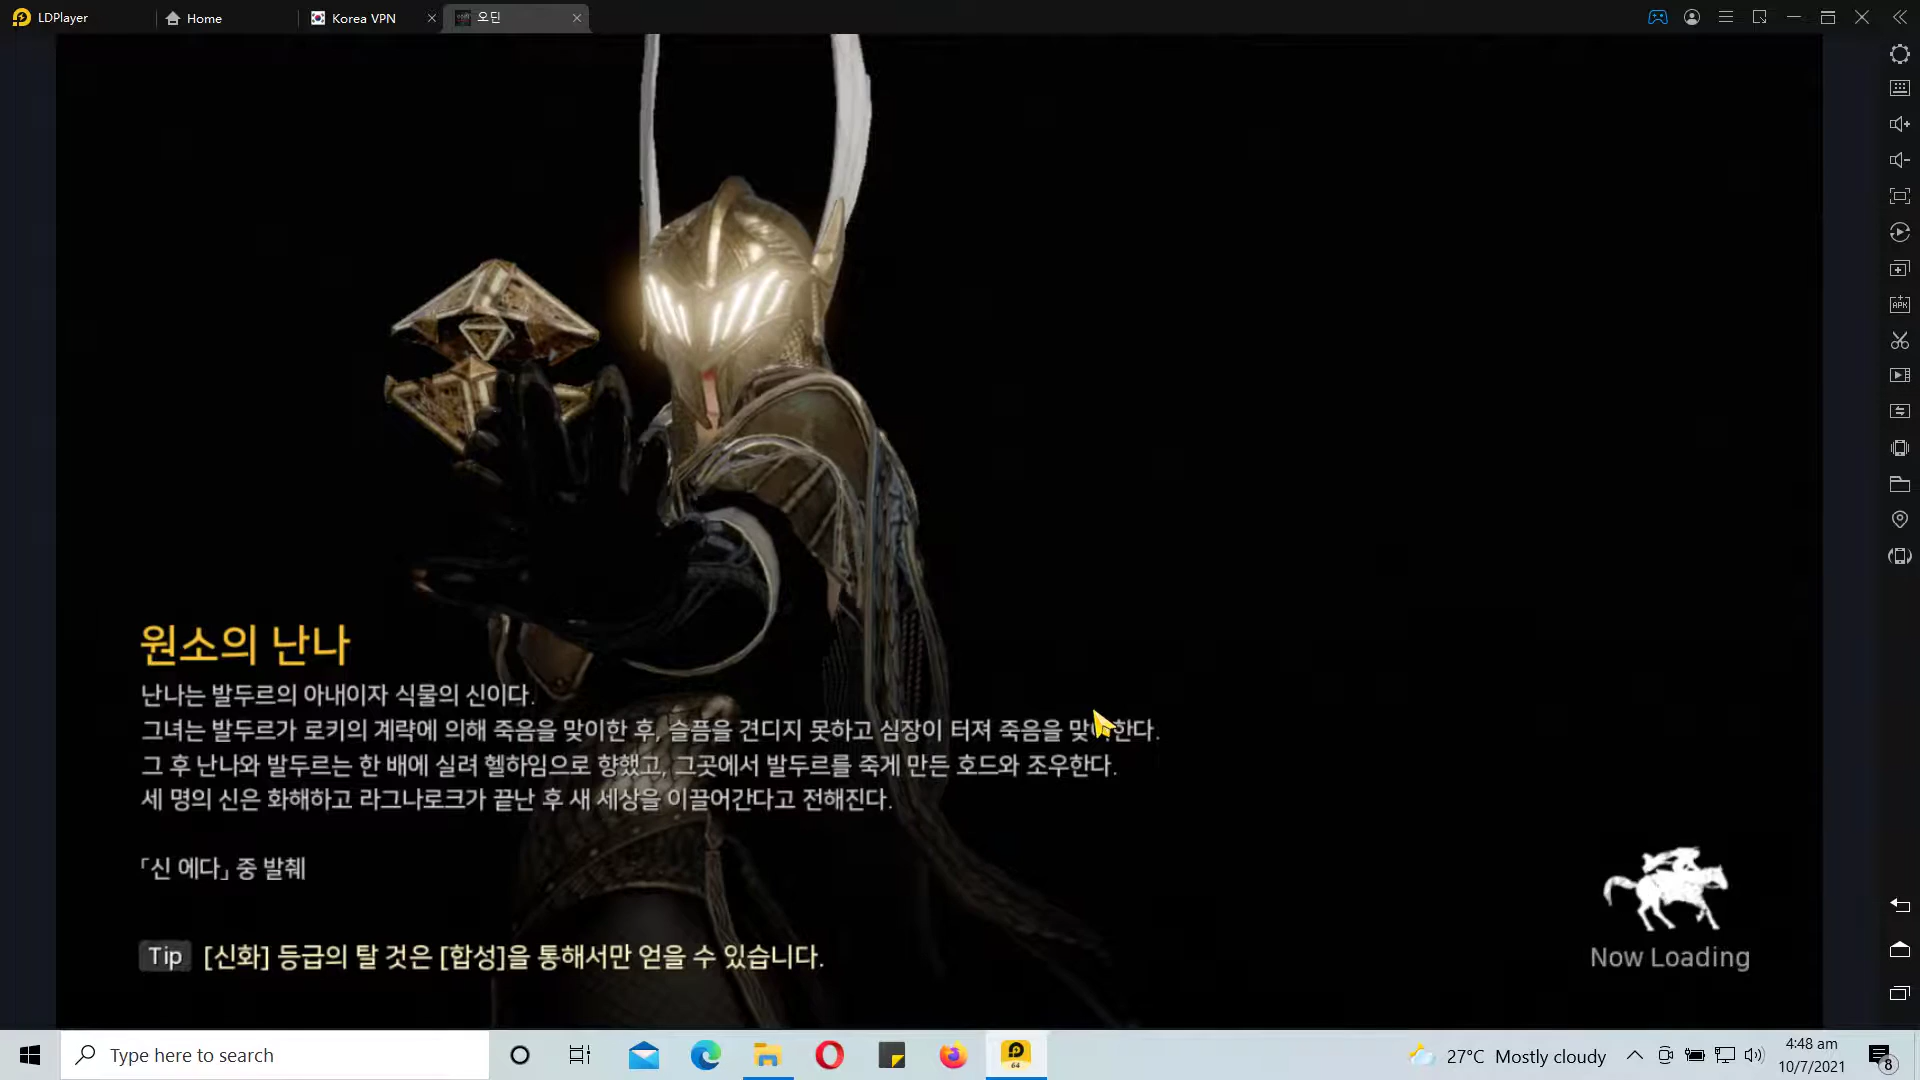 LDPlayer
Home
Korea VPN
오딘
원소의 난나
난나는 발두르의 아내이자 식물의 신이다.
그녀는 발두르가 로키의 계략에 의해 죽음을 맞이한 후, 슬픔을 견디지 못하고 심장이 터져 죽음을 맞이한다.
그 후 난나와 발두르는 한 배에 실려 헬하임으로 향했고, 그곳에서 발두르를 죽게 만든 호드와 조우한다.
세 명의 신은 화해하고 라그나로크가 끝난 후 새 세상을 이끌어간다고 전해진다.
「신 에다」 중 발췌
Tip [신화] 등급의 탈 것은 [합성]을 통해서만 얻을 수 있습니다.
Now Loading
Type here to search
64
27°C Mostly cloudy
4:48 am
10/7/2021
8
APK